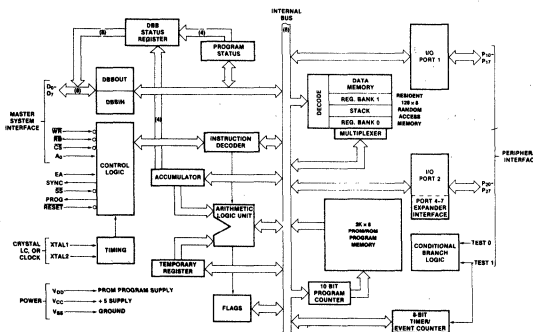 INTERNAL
BUS
(8)
DBB
STATUS
REGISTER
(8)
(4)
PROGRAM
STATUS
I/O
PORT 1
P10-
P17
D0-
D7
(8)
DBBOUT
DBBIN
(4)
DECODE
DATA
MEMORY
REG. BANK 1
STACK
REG. BANK 0
MULTIPLEXER
RESIDENT
RANDOM
ACCESS
MEMORY
MASTER
SYSTEM
INTERFACE
WR
RD
CS
A0
EA
SYNC
SS
PROG
RESET
CONTROL
LOGIC
INSTRUCTION
DECODER
PERIPHERAL
INTERFACE
ACCUMULATOR
I/O
PORT 2
PORT 4-7
EXPANDER
INTERFACE
P20-
P27
ARITHMETIC
LOGIC UNIT
PROM/ROM
PROGRAM
MEMORY
CONDITIONAL
BRANCH
LOGIC
TEST 0
TEST 1
CRYSTAL
LC, OR
CLOCK
XTAL1
XTAL2
TIMING
TEMPORARY
REGISTER
10 BIT
PROGRAM
COUNTER
POWER
VDD
PROM PROGRAM SUPPLY
VCC
+ 5 SUPPLY
VSS
GROUND
FLAGS
8-BIT
TIMER/
EVENT COUNTER